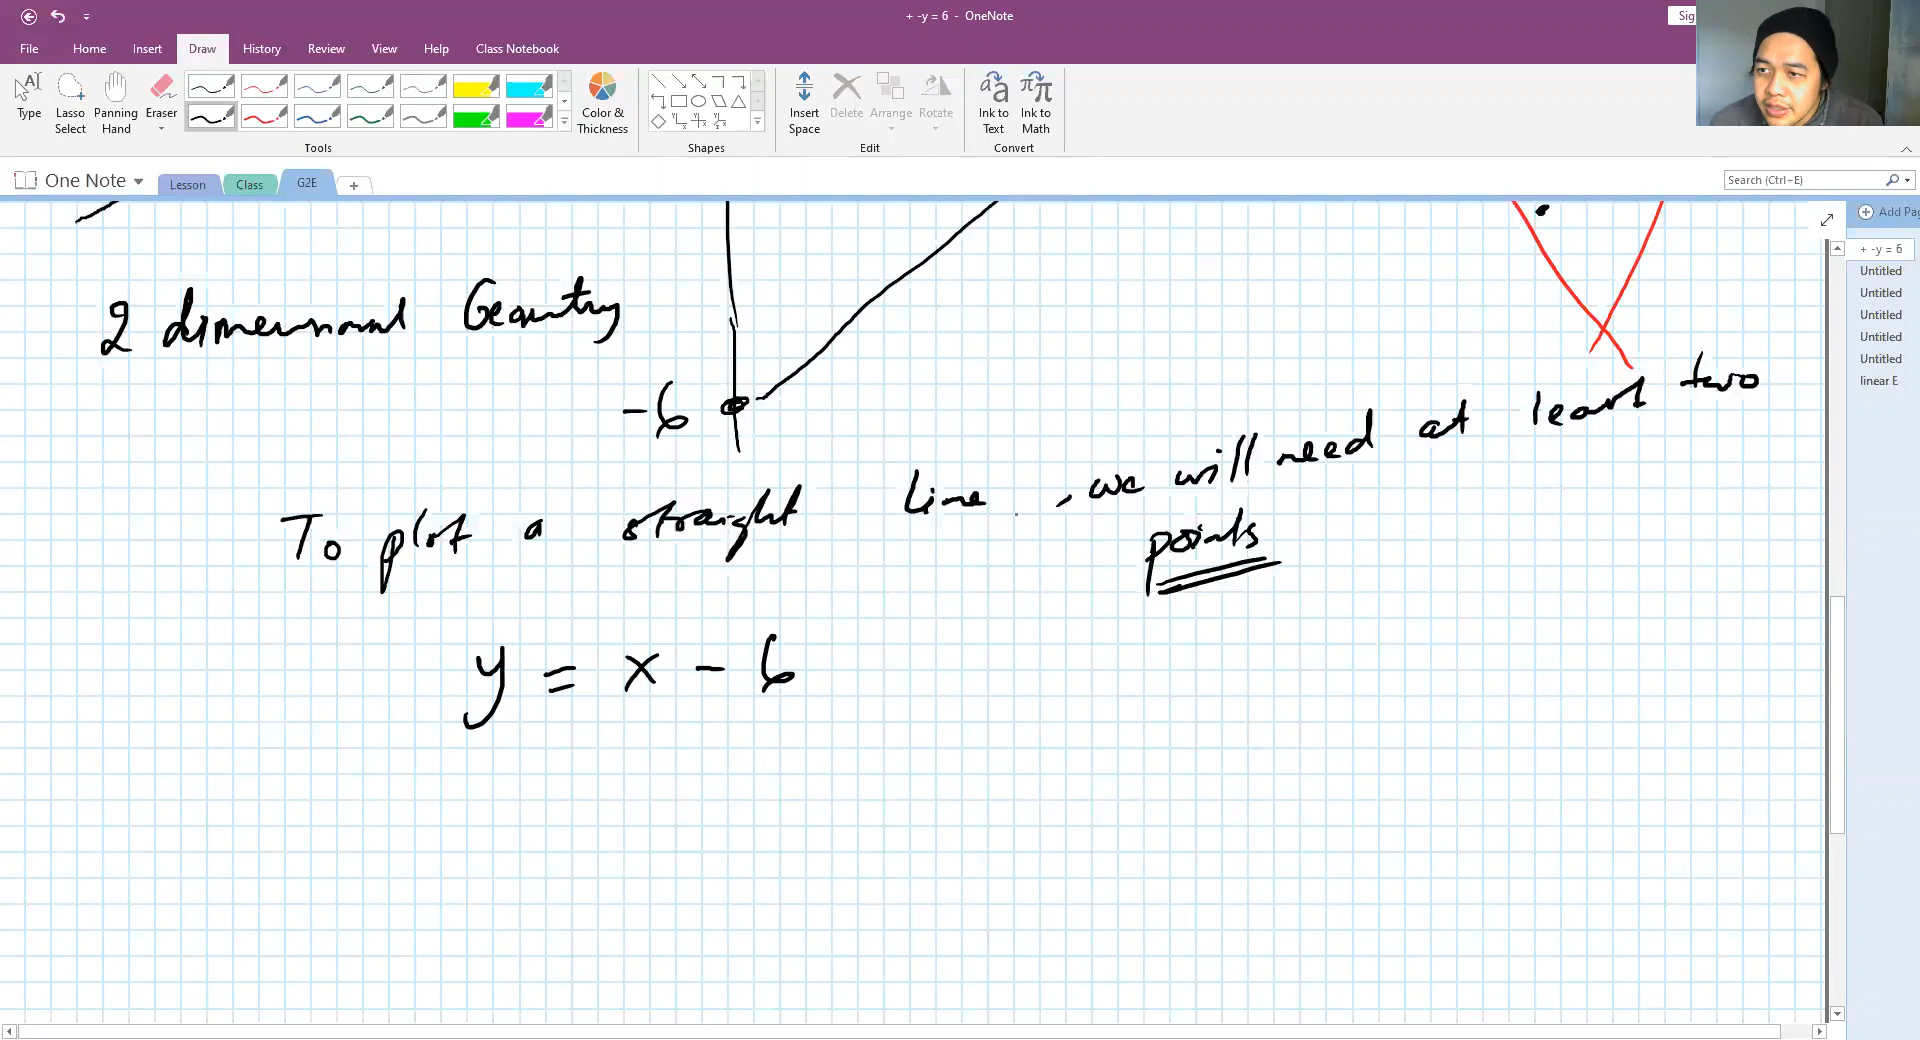 + -y = 6 - OneNote
Sig
File Home Insert Draw History Review View Help Class Notebook
Type
Lasso Select
Panning Hand
Eraser
Color & Thickness
Insert Space
Delete
Arrange
Rotate
Ink to Text
Ink to Math
Tools
Shapes
Edit
Convert
One Note Lesson Class G2E +
Search (Ctrl+E)
Add Pag
+ -y = 6
Untitled
Untitled
Untitled
Untitled
Untitled
linear E
2 dimensional Geometry
-6
To plot a straight line, we will need at least two
points
y = x - 6